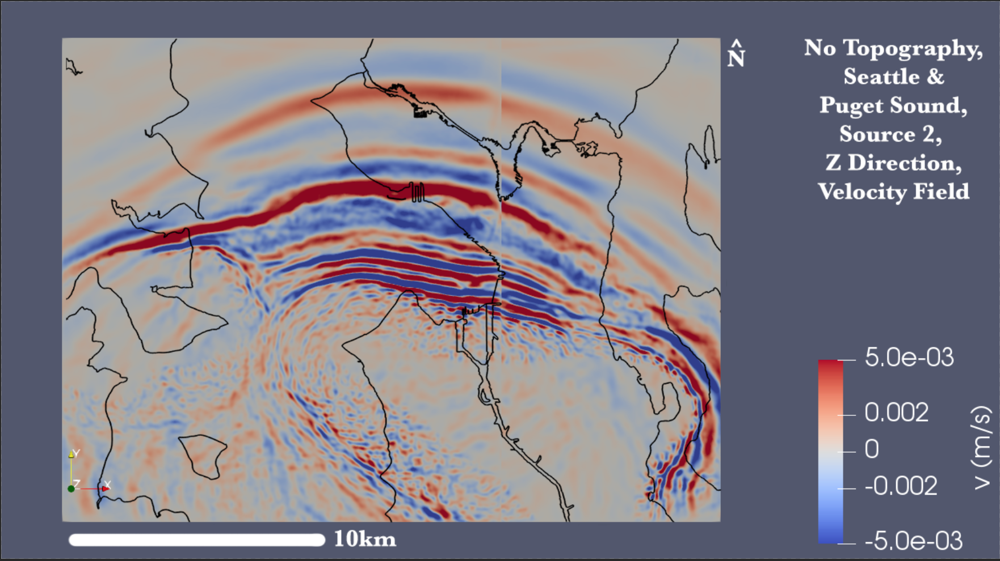 ^
N
No Topography,
Seattle &
Puget Sound,
Source 2,
Z Direction,
Velocity Field
5.0e-03
0.002
0
-0.002
-5.0e-03
v (m/s)
Y
Z
X
10km